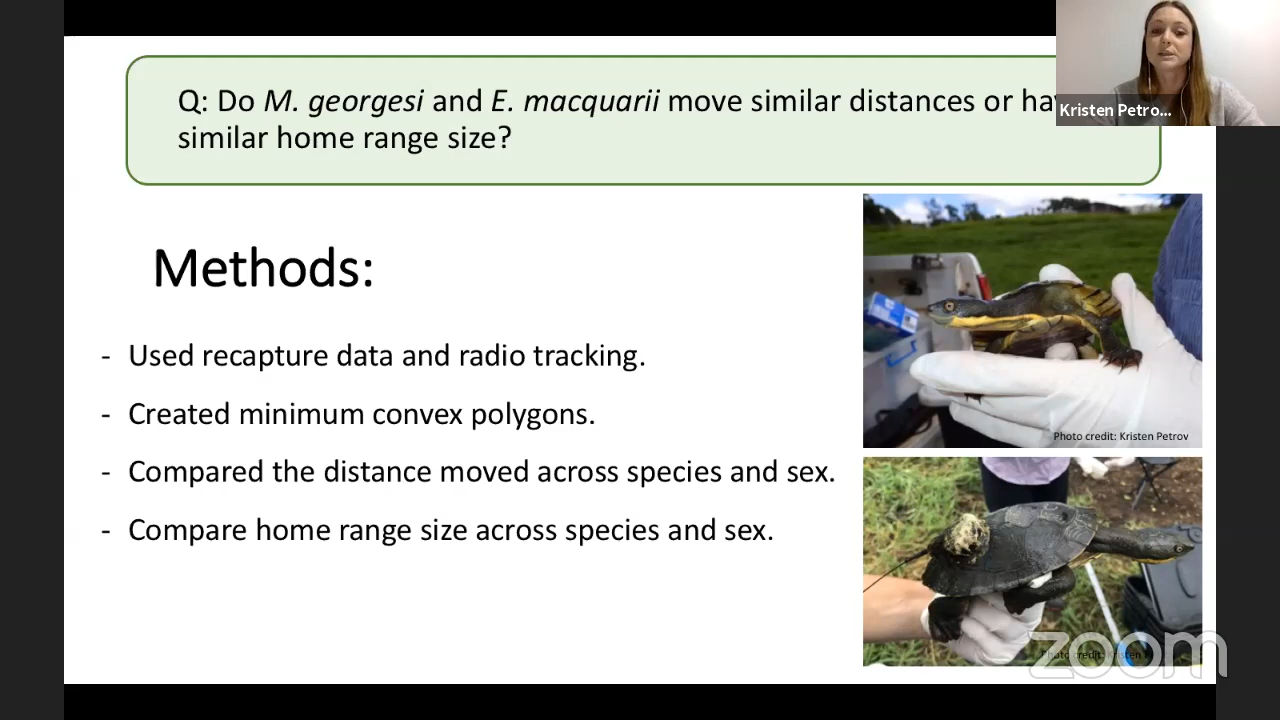 Q: Do M. georgesi and E. macquarii move similar distances or
similar home range size?
Kristen Petro...
Methods:
- Used recapture data and radio tracking.
- Created minimum convex polygons.
- Compared the distance moved across species and sex.
- Compare home range size across species and sex.
Photo credit: Kristen Petrov
Photo credit:
zoom